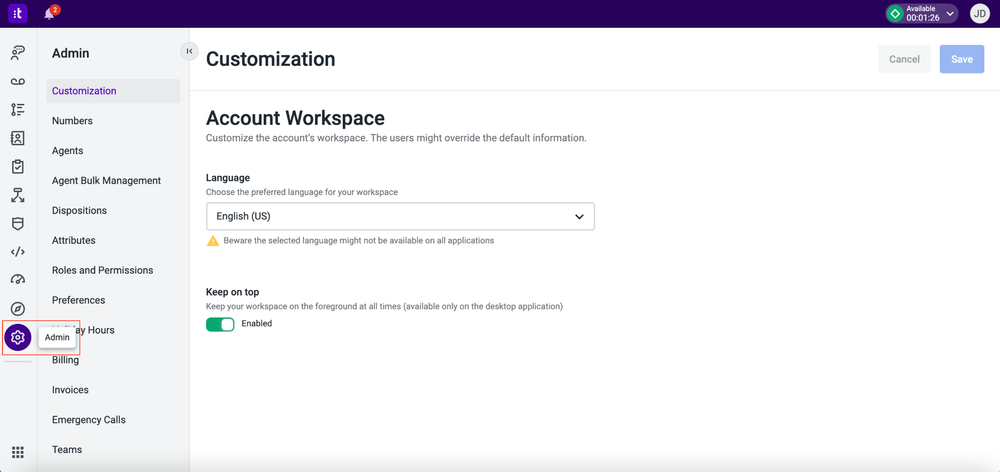 :t
2
Available
00:01:26
JD
Admin
Customization
Numbers
Agents
Agent Bulk Management
Dispositions
Attributes
Roles and Permissions
Preferences
ay Hours
Admin
Billing
Invoices
Emergency Calls
Teams
Customization
Cancel
Save
Account Workspace
Customize the account’s workspace. The users might override the default information.
Language
Choose the preferred language for your workspace
English (US)
Beware the selected language might not be available on all applications
Keep on top
Keep your workspace on the foreground at all times (available only on the desktop application)
Enabled